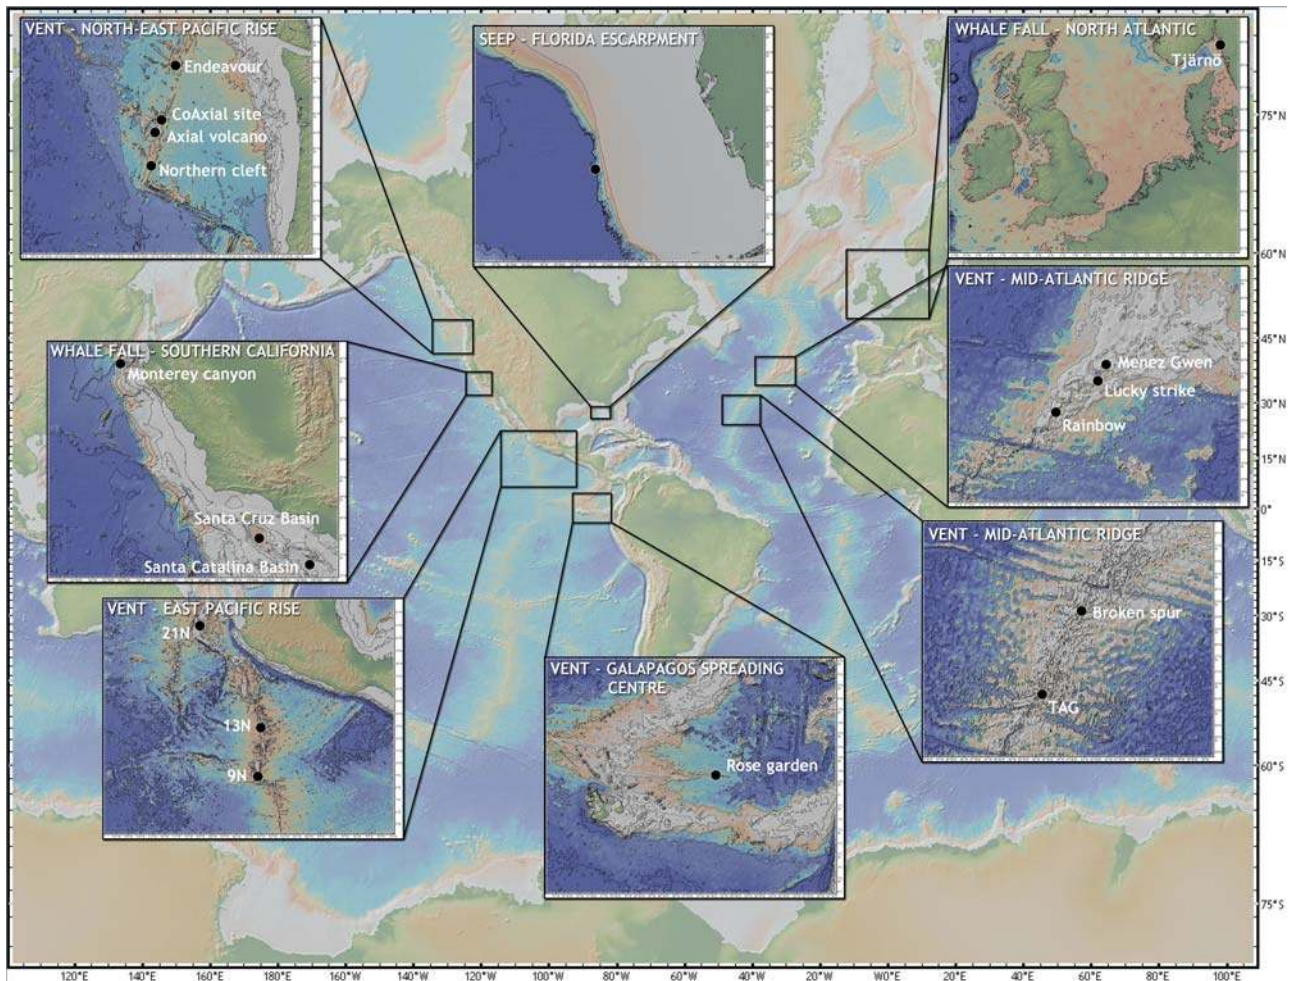 VENT - NORTH-EAST PACIFIC RISE
Endeavour
CoAxial site
Axial volcano
Northern cleft
SEEP - FLORIDA ESCARPMENT
WHALE FALL - NORTH ATLANTIC
Tjärnö
VENT - MID-ATLANTIC RIDGE
Menez Gwen
Lucky strike
Rainbow
WHALE FALL - SOUTHERN CALIFORNIA
Monterey canyon
Santa Cruz Basin
Santa Catalina Basin
VENT - EAST PACIFIC RISE
21N
13N
9N
VENT - GALAPAGOS SPREADING
CENTRE
Rose garden
VENT - MID-ATLANTIC RIDGE
Broken spur
TAG
75°N
60°N
45°N
30°N
15°N
0°
15°S
30°S
45°S
60°S
75°S
120°E 140°E 160°E 180°E 160°W 140°W 120°W 100°W 80°W 60°W 40°W 20°W W0°E 20°E 40°E 60°E 80°E 100°E